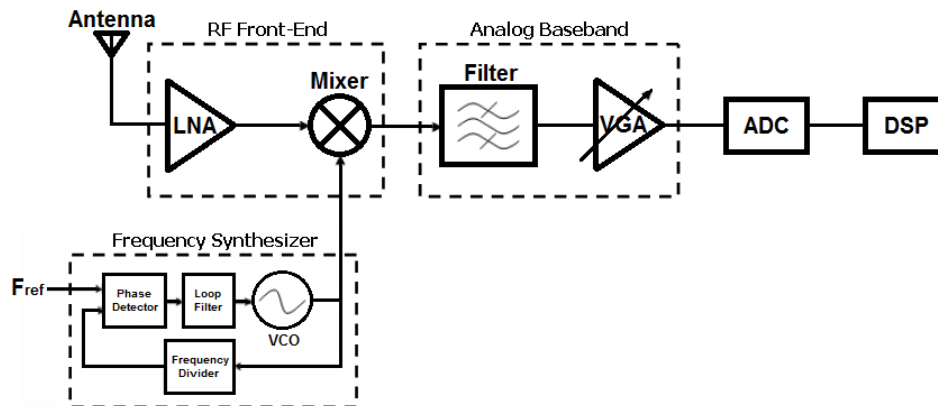 Antenna
RF Front-End
Analog Baseband
Mixer
Filter
LNA
VGA
ADC
DSP
Frequency Synthesizer
Fref
Phase
Detector
Loop
Filter
VCO
Frequency
Divider